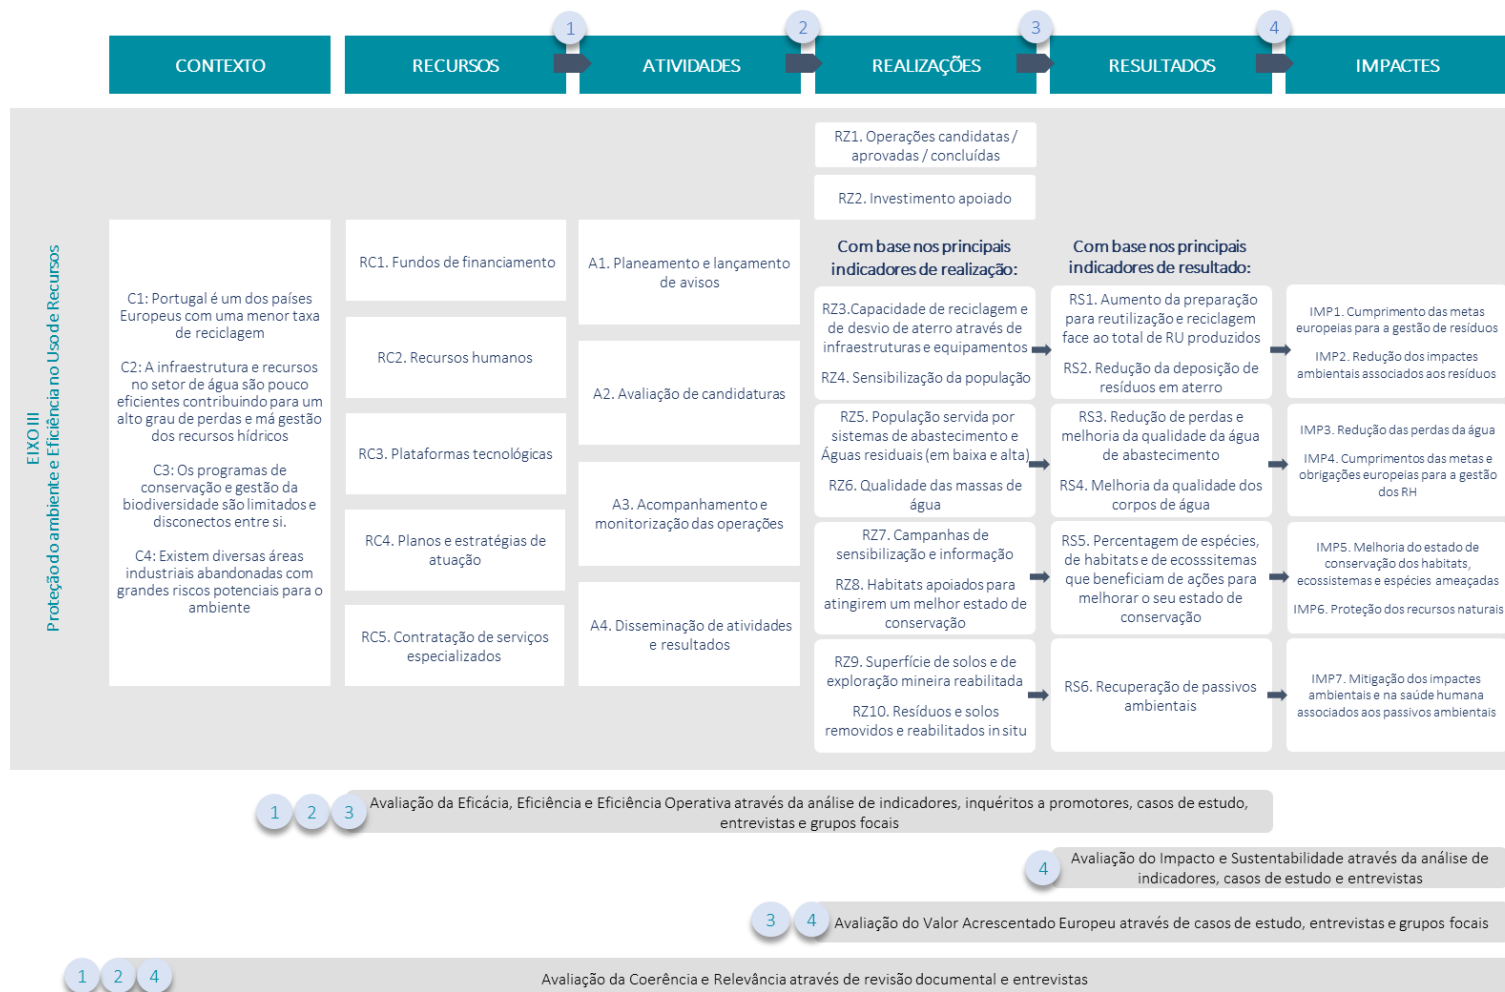 1
2
3
4
CONTEXTO
RECURSOS
ATIVIDADES
REALIZAÇÕES
RESULTADOS
IMPACTES
EIXO III
Proteção do ambiente e Eficiência no Uso de Recursos
C1: Portugal é um dos países
Europeus com uma menor taxa
de reciclagem
C2: A infraestrutura e recursos
no setor de água são pouco
eficientes contribuindo para um
alto grau de perdas e má gestão
dos recursos hídricos
C3: Os programas de
conservação e gestão da
biodiversidade são limitados e
disconectos entre si.
C4: Existem diversas áreas
industriais abandonadas com
grandes riscos potenciais para o
ambiente
RC1. Fundos de financiamento
RC2. Recursos humanos
RC3. Plataformas tecnológicas
RC4. Planos e estratégias de
atuação
RC5. Contratação de serviços
especializados
A1. Planeamento e lançamento
de avisos
A2. Avaliação de candidaturas
A3. Acompanhamento e
monitorização das operações
A4. Disseminação de atividades
e resultados
RZ1. Operações candidatas /
aprovadas / concluídas
RZ2. Investimento apoiado
Com base nos principais
indicadores de realização:
RZ3.Capacidade de reciclagem e
de desvio de aterro através de
infraestruturas e equipamentos
RZ4. Sensibilização da população
RZ5. População servida por
sistemas de abastecimento e
Águas residuais (em baixa e alta)
RZ6. Qualidade das massas de
água
RZ7. Campanhas de
sensibilização e informação
RZ8. Habitats apoiados para
atingirem um melhor estado de
conservação
RZ9. Superfície de solos e de
exploração mineira reabilitada
RZ10. Resíduos e solos
removidos e reabilitados in situ
Com base nos principais
indicadores de resultado:
RS1. Aumento da preparação
para reutilização e reciclagem
face ao total de RU produzidos
RS2. Redução da deposição de
resíduos em aterro
RS3. Redução de perdas e
melhoria da qualidade da água
de abastecimento
RS4. Melhoria da qualidade dos
corpos de água
RS5. Percentagem de espécies,
de habitats e de ecosssitemas
que beneficiam de ações para
melhorar o seu estado de
conservação
RS6. Recuperação de passivos
ambientais
IMP1. Cumprimento das metas
europeias para a gestão de resíduos
IMP2. Redução dos impactes
ambientais associados aos resíduos
IMP3. Redução das perdas da água
IMP4. Cumprimentos das metas e
obrigações europeias para a gestão
dos RH
IMP5. Melhoria do estado de
conservação dos habitats,
ecossistemas e espécies ameaçadas
IMP6. Proteção dos recursos naturais
IMP7. Mitigação dos impactes
ambientais e na saúde humana
associados aos passivos ambientais
1 2 3
Avaliação da Eficácia, Eficiência e Eficiência Operativa através da análise de indicadores, inquéritos a promotores, casos de estudo,
entrevistas e grupos focais
4
Avaliação do Impacto e Sustentabilidade através da análise de
indicadores, casos de estudo e entrevistas
3 4
Avaliação do Valor Acrescentado Europeu através de casos de estudo, entrevistas e grupos focais
1 2 4
Avaliação da Coerência e Relevância através de revisão documental e entrevistas